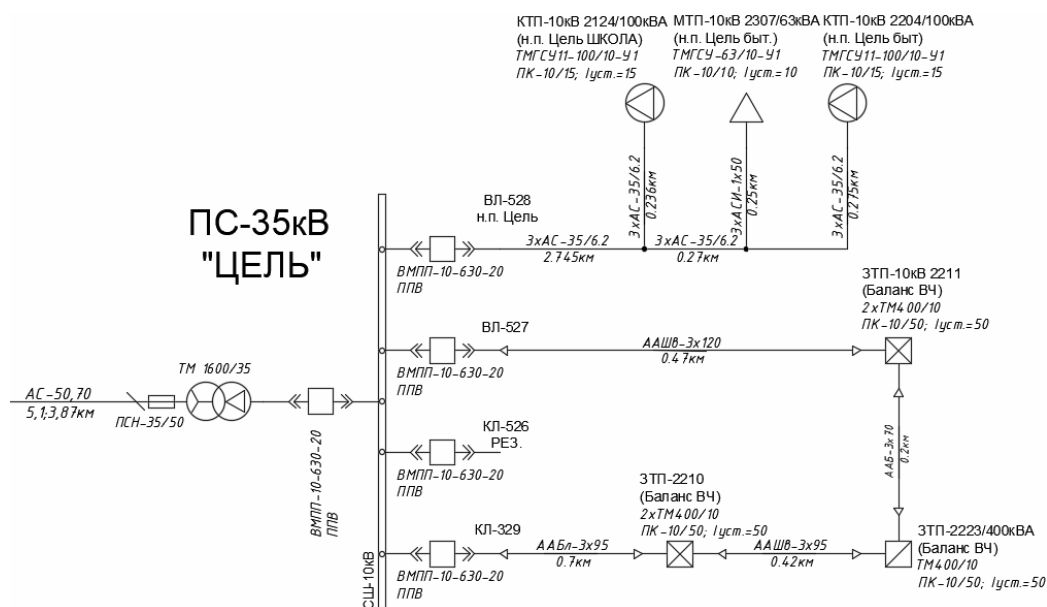 КТП-10кВ 2124/100кВА
(н.п. Цель ШКОЛА)
ТМГСУ11-100/10-У1
ПК-10/15; Iуст.=15
МТП-10кВ 2307/63кВА
(н.п. Цель быт.)
ТМГСУ-63/10-У1
ПК-10/10; Iуст.=10
КТП-10кВ 2204/100кВА
(н.п. Цель быт)
ТМГСУ11-100/10-У1
ПК-10/15; Iуст.=15
3хАС-35/6.2
0.236км
3хАСИ-1х50
0.25км
3хАС-35/6.2
0.275км
ПС-35кВ
"ЦЕЛЬ"
ВЛ-528
н.п. Цель
3хАС-35/6.2
2.745км
3хАС-35/6.2
0.27км
ВМПП-10-630-20
ППВ
ЗТП-10кВ 2211
(Баланс ВЧ)
2хТМ400/10
ПК-10/50; Iуст.=50
ВЛ-527
ААШв-3х120
0.47км
ВМПП-10-630-20
ППВ
ТМ 1600/35
АС-50,70
5,1;3,87км
ПСН-35/50
ВМПП-10-630-20
ППВ
КЛ-526
РЕЗ.
ВМПП-10-630-20
ППВ
ААБ-3х70
0.2км
ЗТП-2210
(Баланс ВЧ)
2хТМ400/10
ПК-10/50; Iуст.=50
КЛ-329
ААБл-3х95
0.7км
ААШв-3х95
0.42км
ВМПП-10-630-20
ППВ
ЗТП-2223/400кВА
(Баланс ВЧ)
ТМ400/10
ПК-10/50; Iуст.=50
СШ-10кВ